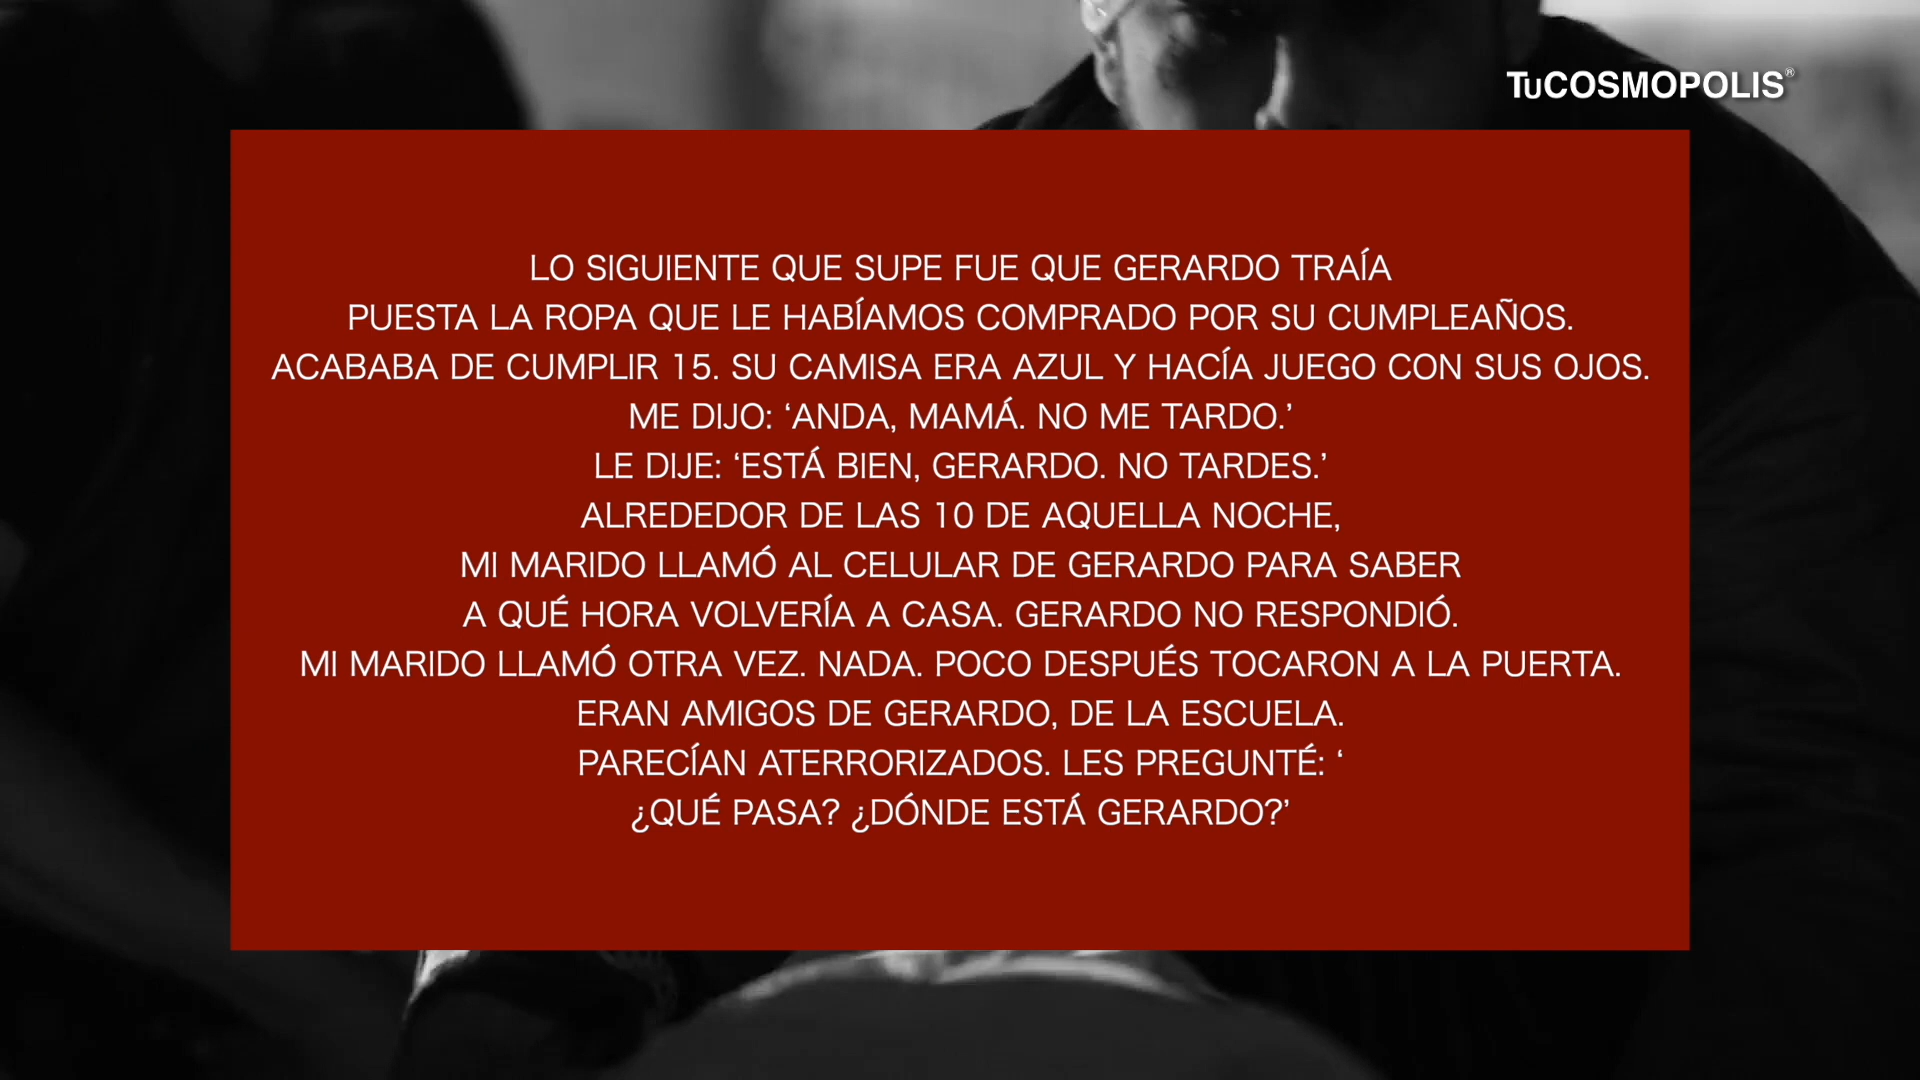 TuCOSMOPOLIS®
LO SIGUIENTE QUE SUPE FUE QUE GERARDO TRAÍA
PUESTA LA ROPA QUE LE HABÍAMOS COMPRADO POR SU CUMPLEAÑOS.
ACABABA DE CUMPLIR 15. SU CAMISA ERA AZUL Y HACÍA JUEGO CON SUS OJOS.
ME DIJO: ‘ANDA, MAMÁ. NO ME TARDO.’
LE DIJE: ‘ESTÁ BIEN, GERARDO. NO TARDES.’
ALREDEDOR DE LAS 10 DE AQUELLA NOCHE,
MI MARIDO LLAMÓ AL CELULAR DE GERARDO PARA SABER
A QUÉ HORA VOLVERÍA A CASA. GERARDO NO RESPONDIÓ.
MI MARIDO LLAMÓ OTRA VEZ. NADA. POCO DESPUÉS TOCARON A LA PUERTA.
ERAN AMIGOS DE GERARDO, DE LA ESCUELA.
PARECÍAN ATERRORIZADOS. LES PREGUNTÉ: ‘
¿QUÉ PASA? ¿DÓNDE ESTÁ GERARDO?’